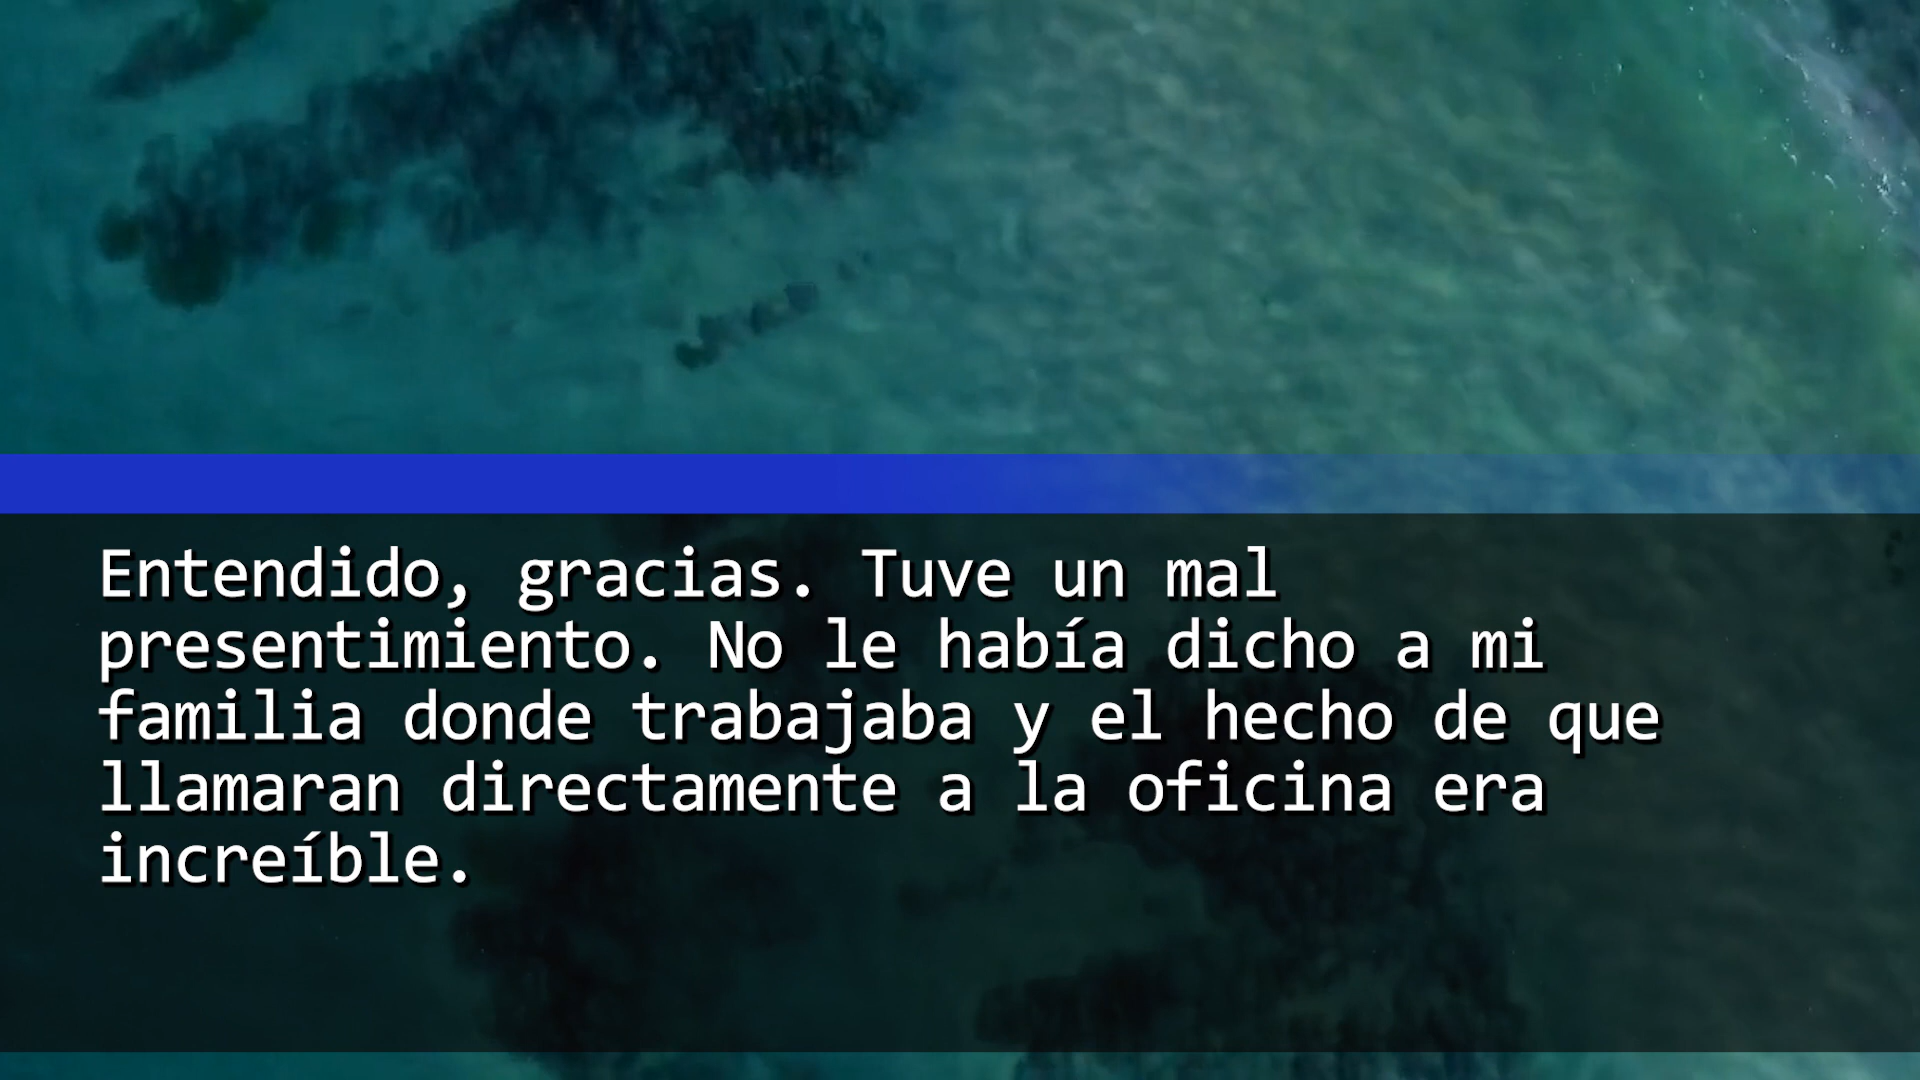 Entendido, gracias. Tuve un mal
presentimiento. No le había dicho a mi
familia donde trabajaba y el hecho de que
llamaran directamente a la oficina era
increíble.